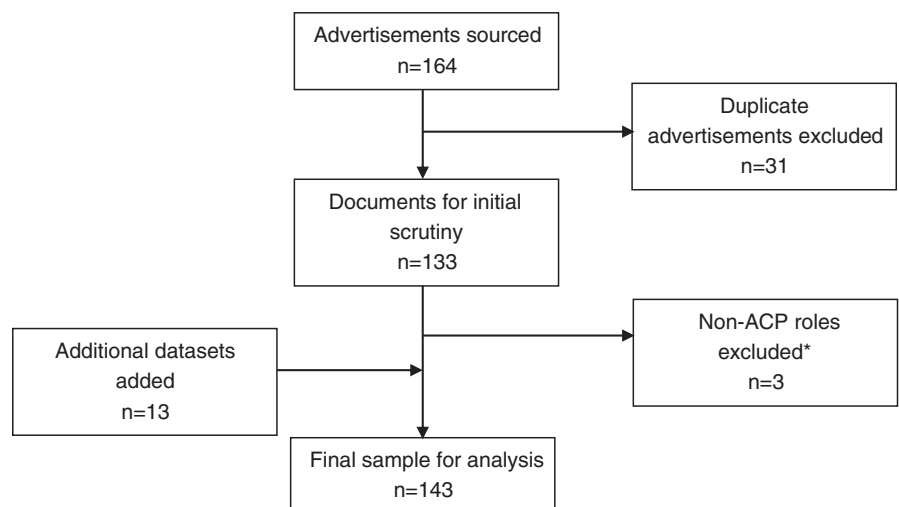 Advertisements sourced
n=164
Duplicate
advertisements excluded
n=31
Documents for initial
scrutiny
n=133
Non-ACP roles
excluded*
n=3
Additional datasets
added
n=13
Final sample for analysis
n=143